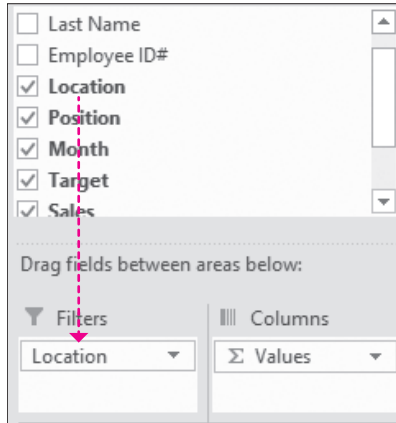 Last Name
Employee ID#
Location
Position
Month
Target
Sales
Drag fields between areas below:
Filters
Columns
Location
Σ Values